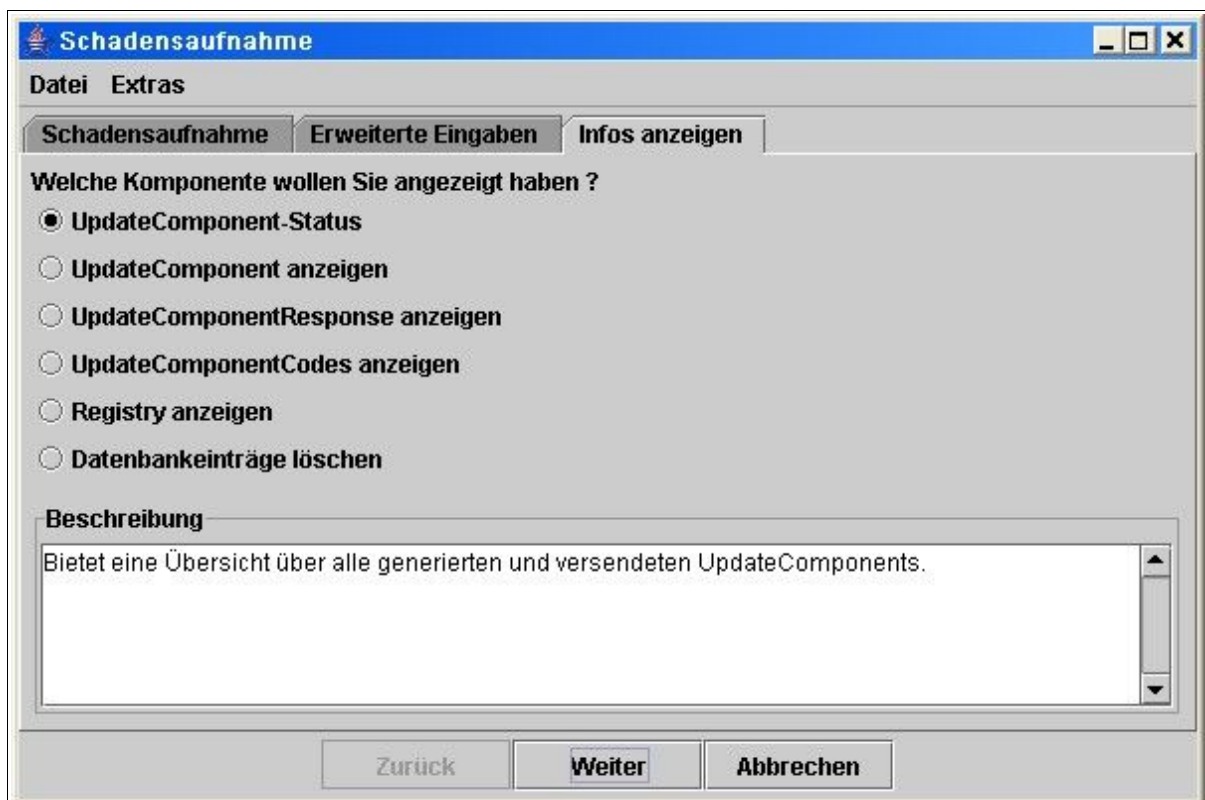 Schadensaufnahme
Datei Extras
Schadensaufnahme Erweiterte Eingaben Infos anzeigen
Welche Komponente wollen Sie angezeigt haben ?
UpdateComponent-Status
UpdateComponent anzeigen
UpdateComponentResponse anzeigen
UpdateComponentCodes anzeigen
Registry anzeigen
Datenbankeinträge löschen
Beschreibung
Bietet eine Übersicht über alle generierten und versendeten UpdateComponents.
Zurück Weiter Abbrechen